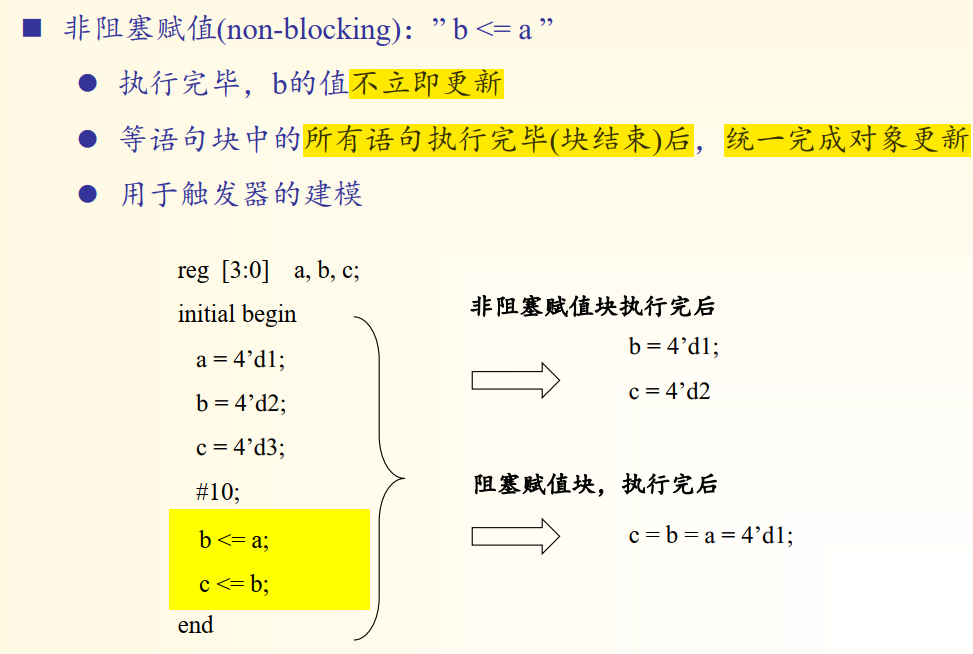 非阻塞赋值(non-blocking)：” b <= a ”
执行完毕，b的值不立即更新
等语句块中的所有语句执行完毕(块结束)后，统一完成对象更新
用于触发器的建模
reg [3:0] a, b, c;
initial begin
a = 4’d1;
b = 4’d2;
c = 4’d3;
#10;
b <= a;
c <= b;
end
非阻塞赋值块执行完后
b = 4’d1;
c = 4’d2
阻塞赋值块，执行完后
c = b = a = 4’d1;